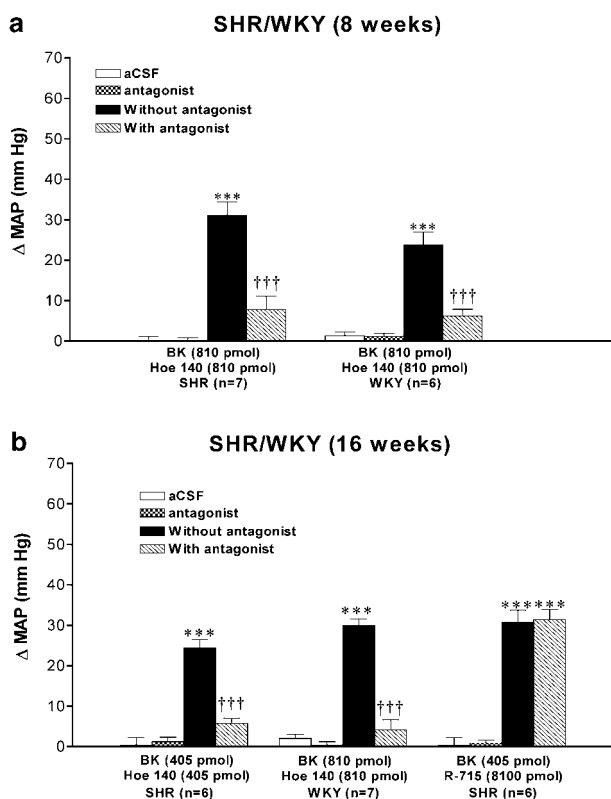 a
SHR/WKY (8 weeks)
70
60
50
40
30
20
10
0
Δ MAP (mm Hg)
aCSF
antagonist
Without antagonist
With antagonist
***
†††
***
†††
BK (810 pmol)
Hoe 140 (810 pmol)
SHR (n=7)
BK (810 pmol)
Hoe 140 (810 pmol)
WKY (n=6)
b
SHR/WKY (16 weeks)
70
60
50
40
30
20
10
0
Δ MAP (mm Hg)
aCSF
antagonist
Without antagonist
With antagonist
***
†††
***
†††
******
BK (405 pmol)
Hoe 140 (405 pmol)
SHR (n=6)
BK (810 pmol)
Hoe 140 (810 pmol)
WKY (n=7)
BK (405 pmol)
R-715 (8100 pmol)
SHR (n=6)